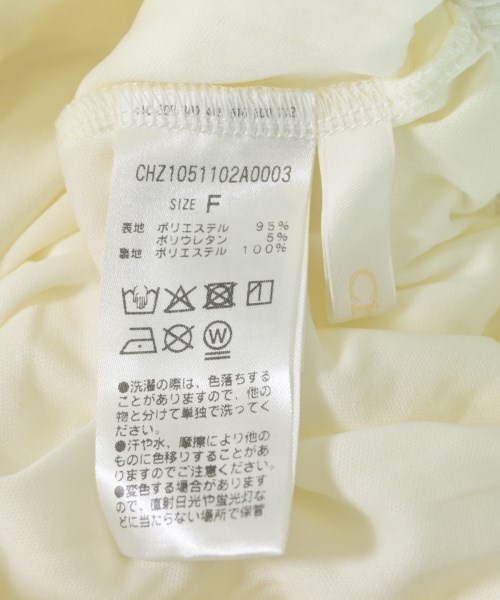 CHZ1051102A0003
SIZE F
表地 ポリエステル 95%
ポリウレタン 5%
裏地 ポリエステル 100%
W
●洗濯の際は、色落ちする
ことがありますので、他の
物と分けて単独で洗ってく
ださい。
●汗や水、摩擦により他の
ものに色移りすることがあ
りますのでご注意ください。
●変色する場合があります
ので、直射日光や蛍光灯な
どに当たらない場所で保管